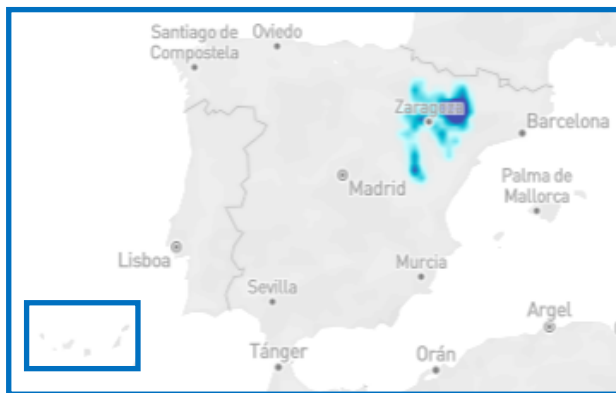 Santiago de
Compostela
Oviedo
Zaragoza
Barcelona
Madrid
Palma de
Mallorca
Lisboa
Murcia
Sevilla
Argel
Tánger
Orán